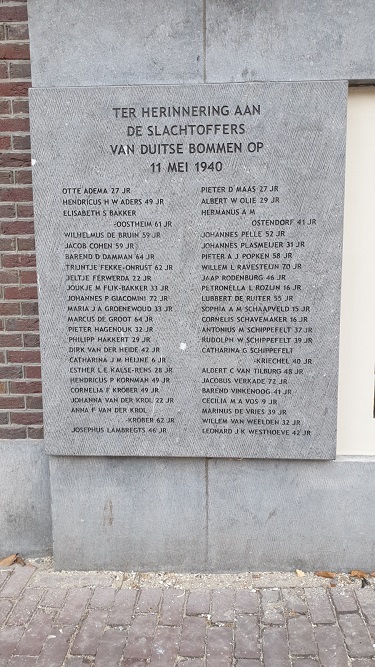 TER HERINNERING AAN
DE SLACHTOFFERS
VAN DUITSE BOMMEN OP
11 MEI 1940
OTTE ADEMA 27 JR
HENDRICUS H W ADERS 49 JR
ELISABETH S BAKKER
-OOSTHEIM 61 JR
WILHELMUS DE BRUIN 59 JR
JACOB COHEN 59 JR
BAREND D DAMMAN 64 JR
TRIJNTJE FEKKE-ONRUST 62 JR
JELTJE FERWERDA 22 JR
JOUKJE M FLIJK-BAKKER 33 JR
JOHANNES P GIACOMINI 72 JR
MARIA J A GROENEWOUD 33 JR
MARCUS DE GROOT 64 JR
PIETER HAGENDIJK 32 JR
PHILIPP HAKKERT 29 JR
DIRK VAN DER HEIDE 42 JR
CATHARINA J M HEIJNE 6 JR
ESTHER L E KALSE-RENS 28 JR
HENDRICUS P KORNMAN 49 JR
CORNELIA F KRÖBER 49 JR
JOHANNA VAN DER KROL 22 JR
ANNA F VAN DER KROL
-KRÖBER 62 JR
JOSEPHUS LAMBREGTS 46 JR
PIETER D MAAS 27 JR
ALBERT W OLIE 29 JR
HERMANUS A M
OSTENDORF 41 JR
JOHANNES PELLE 52 JR
JOHANNES PLASMEIJER 31 JR
PIETER A J POPKEN 58 JR
WILLEM L RAVESTEIJN 70 JR
JAAP RODENBURG 46 JR
PETRONELLA L ROZIJN 16 JR
LUBBERT DE RUITER 55 JR
SOPHIA A M SCHAAPVELD 15 JR
CORNELIS SCHAVEMAKER 16 JR
ANTONIUS M SCHIPPEFELT 37 JR
RUDOLPH W SCHIPPEFELT 39 JR
CATHARINA G SCHIPPEFELT
-KRIECHEL 40 JR
ALBERT C VAN TILBURG 48 JR
JACOBUS VERKADE 72 JR
BAREND VINKENOOG 41 JR
CECILIA M A VOS 9 JR
MARINUS DE VRIES 39 JR
WILLEM VAN WEELDEN 32 JR
LEONARD J K WESTHOEVE 42 JR